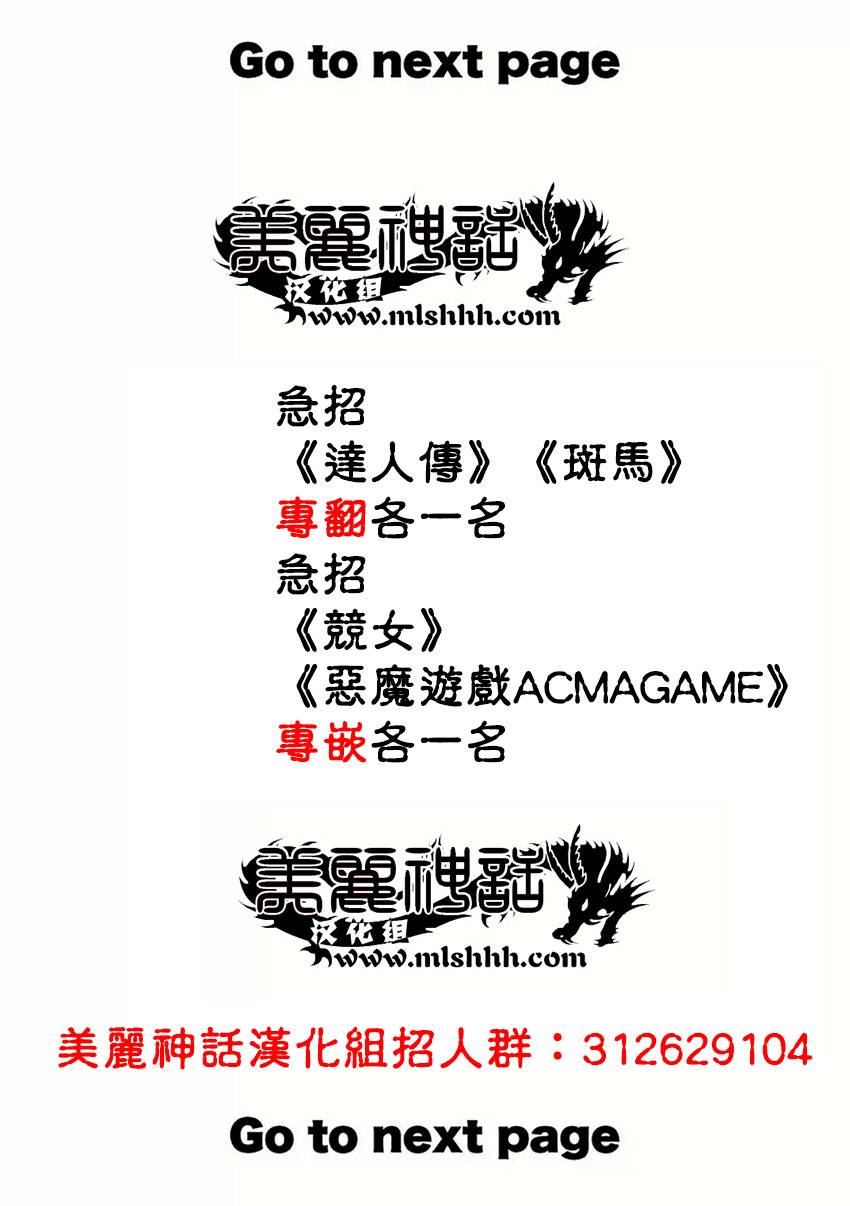 Go to next page
美麗神話
汉化组
www.mlshhh.com
急招
《達人傳》《斑馬》
專翻各一名
急招
《競女》
《惡魔遊戲ACMAGAME》
專嵌各一名
美麗神話
汉化组
www.mlshhh.com
美麗神話漢化組招人群：312629104
Go to next page